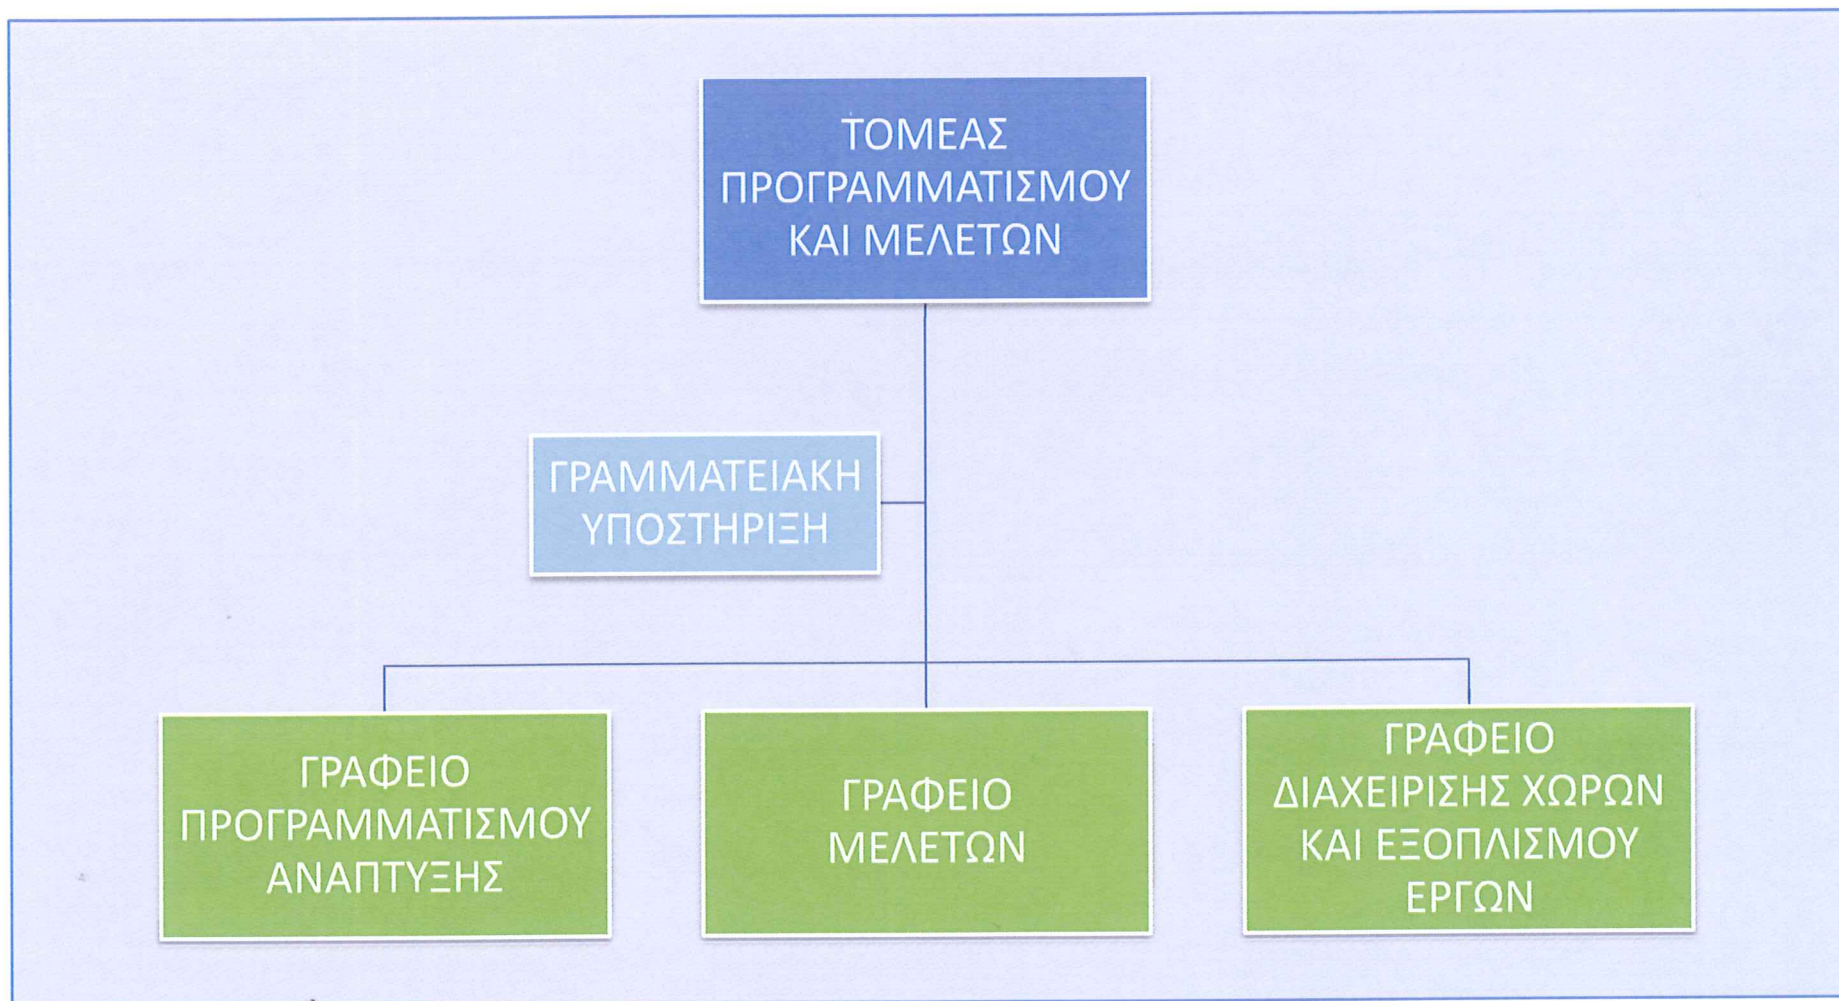 ΤΟΜΕΑΣ
ΠΡΟΓΡΑΜΜΑΤΙΣΜΟΥ
ΚΑΙ ΜΕΛΕΤΩΝ
ΓΡΑΜΜΑΤΕΙΑΚΗ
ΥΠΟΣΤΗΡΙΞΗ
ΓΡΑΦΕΙΟ
ΠΡΟΓΡΑΜΜΑΤΙΣΜΟΥ
ΑΝΑΠΤΥΞΗΣ
ΓΡΑΦΕΙΟ
ΜΕΛΕΤΩΝ
ΓΡΑΦΕΙΟ
ΔΙΑΧΕΙΡΙΣΗΣ ΧΩΡΩΝ
ΚΑΙ ΕΞΟΠΛΙΣΜΟΥ
ΕΡΓΩΝ